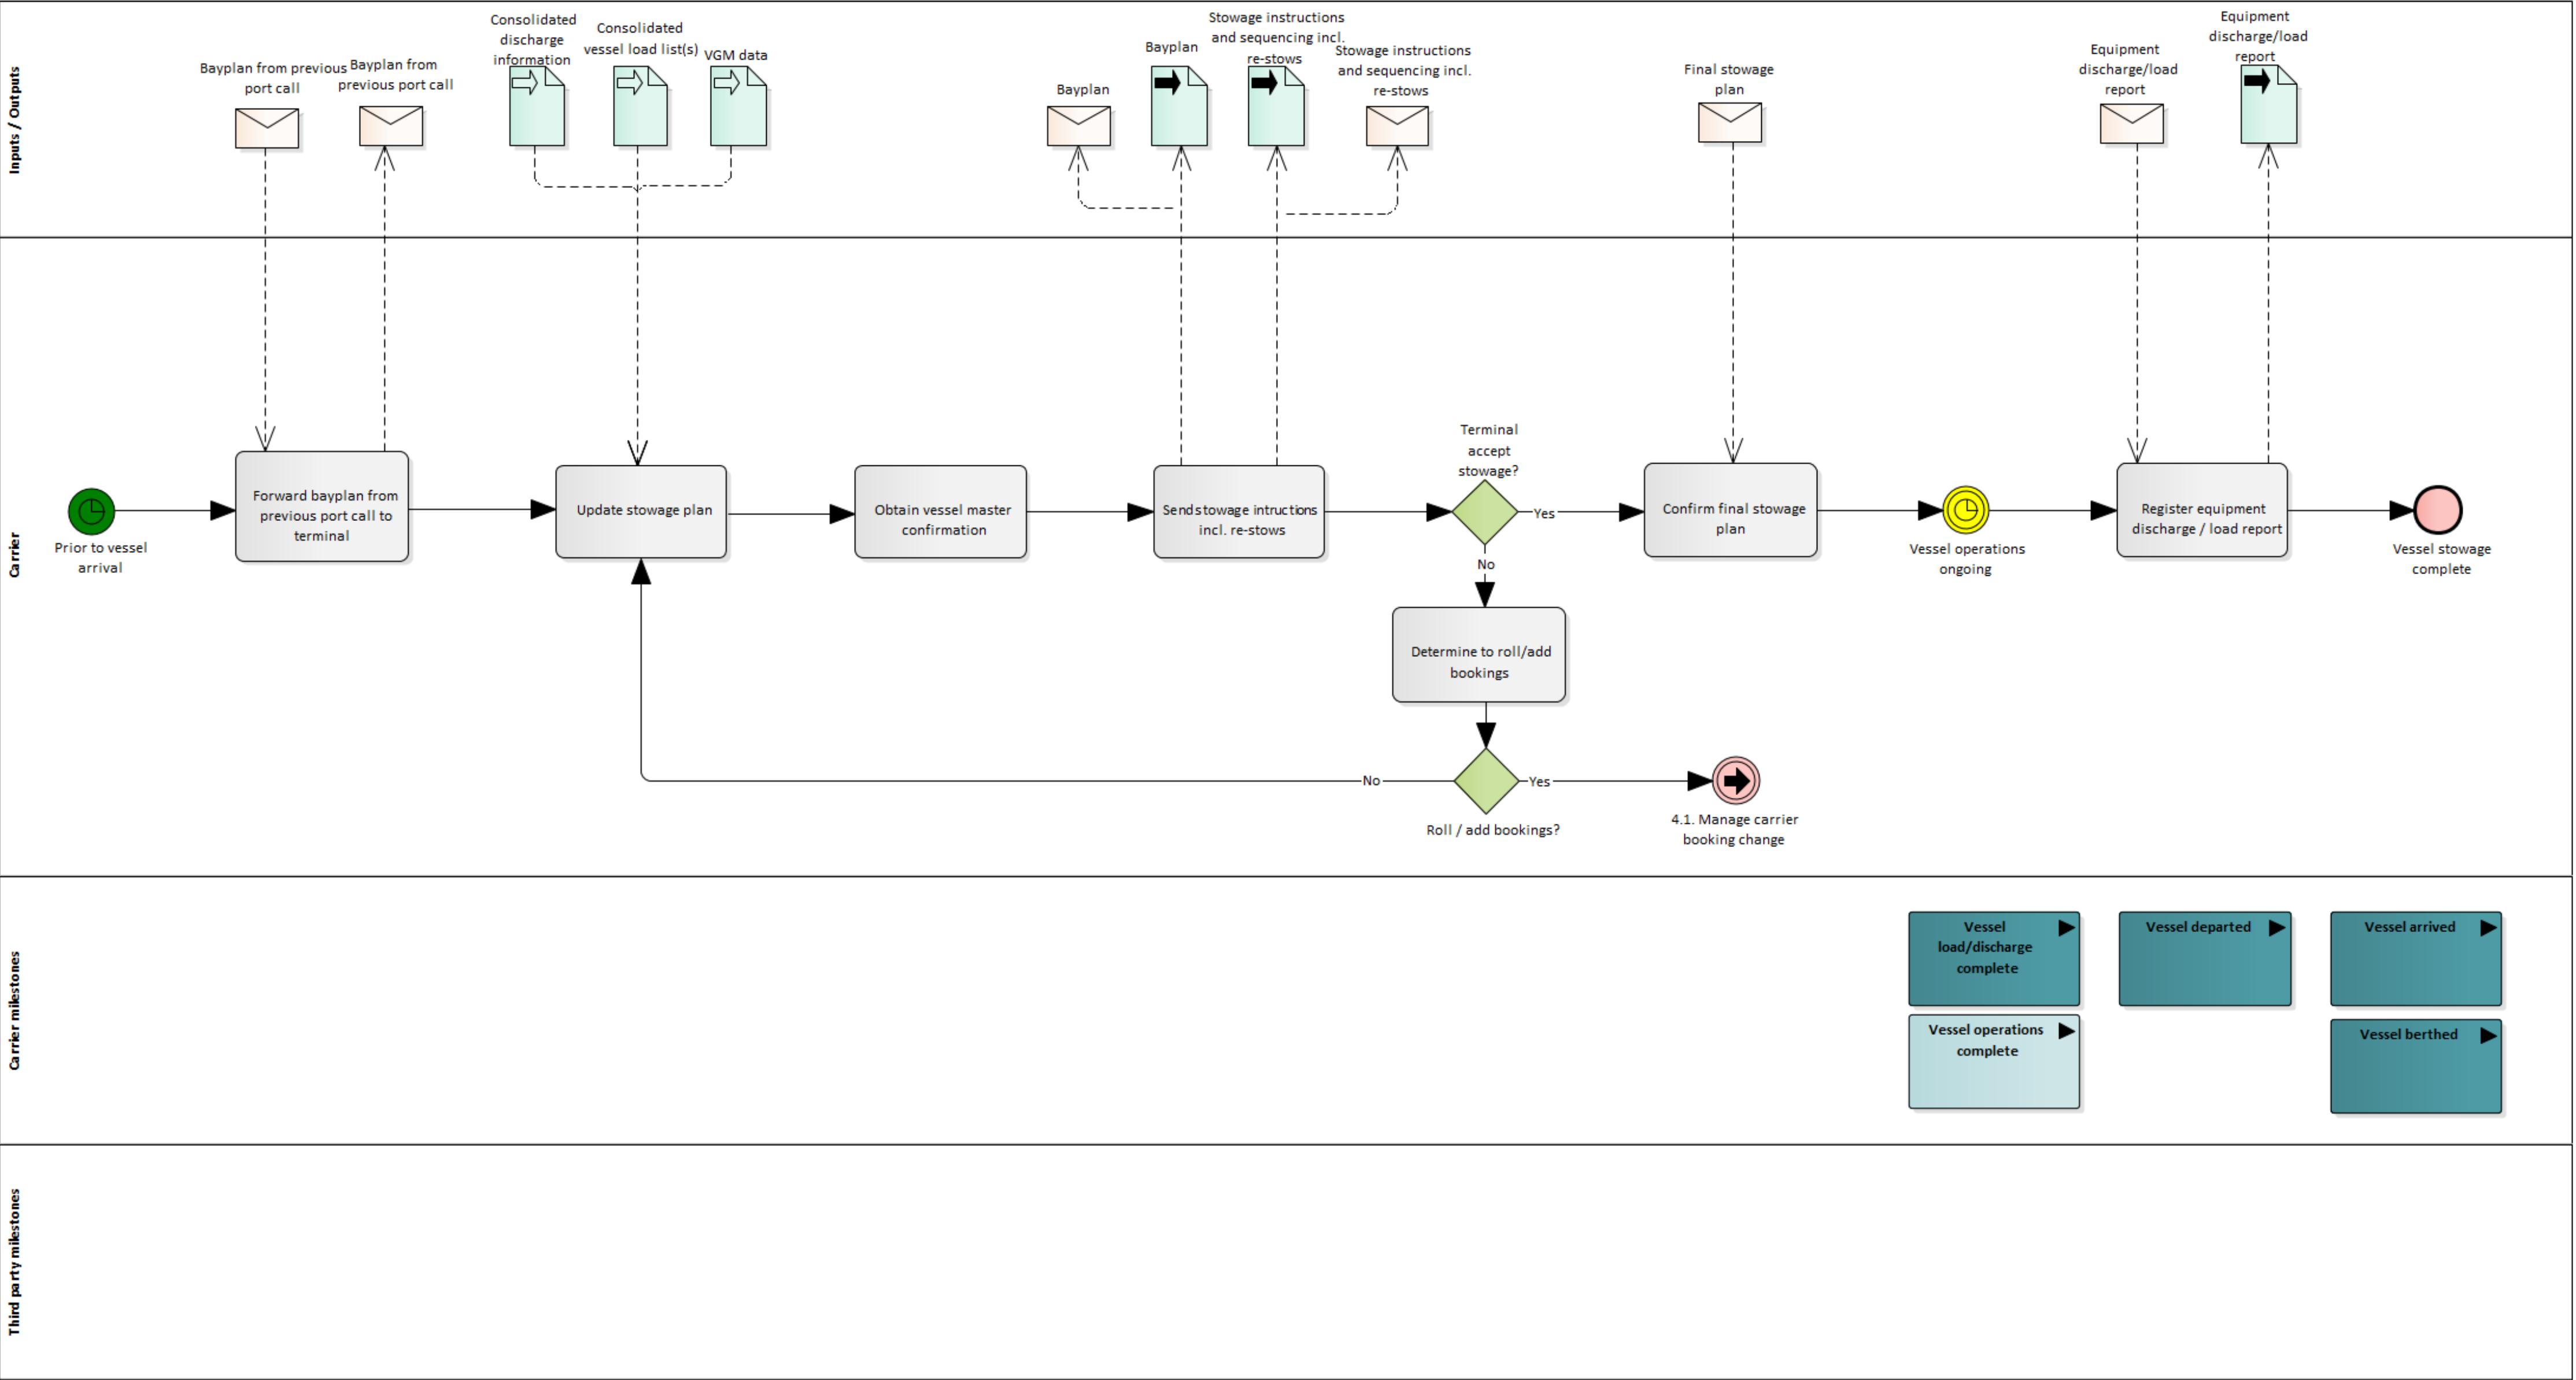 Inputs / Outputs
Bayplan from previous
port call
Bayplan from
previous port call
Consolidated
discharge
information
Consolidated
vessel load list(s)
VGM data
Bayplan
Bayplan
Stowage instructions
and sequencing incl.
re-stows
Stowage instructions
and sequencing incl.
re-stows
Final stowage
plan
Equipment
discharge/load
report
Equipment
discharge/load
report
Carrier
Prior to vessel
arrival
Forward bayplan from
previous port call to
terminal
Update stowage plan
Obtain vessel master
confirmation
Send stowage intructions
incl. re-stows
Terminal
accept
stowage?
Yes
No
Confirm final stowage
plan
Vessel operations
ongoing
Register equipment
discharge / load report
Vessel stowage
complete
Determine to roll/add
bookings
No
Yes
Roll / add bookings?
4.1. Manage carrier
booking change
Carrier milestones
Vessel
load/discharge
complete
Vessel departed
Vessel arrived
Vessel operations
complete
Vessel berthed
Third party milestones